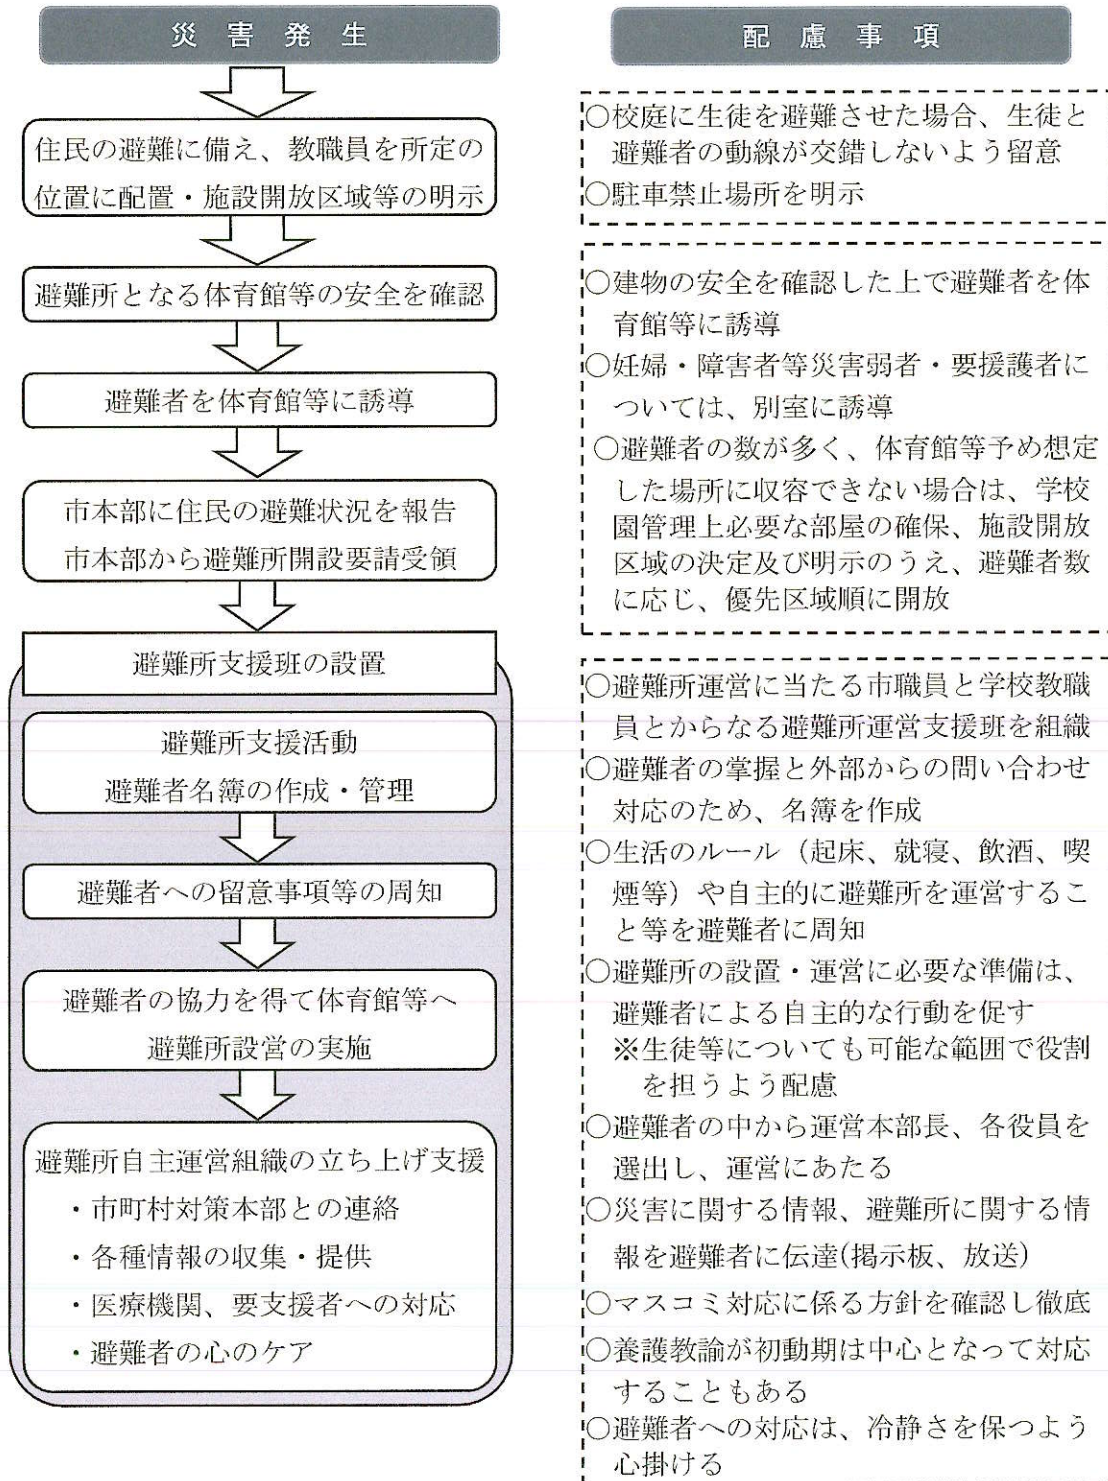 災害発生
住民の避難に備え、教職員を所定の
位置に配置・施設開放区域等の明示
避難所となる体育館等の安全を確認
避難者を体育館等に誘導
市本部に住民の避難状況を報告
市本部から避難所開設要請受領
避難所支援班の設置
避難所支援活動
避難者名簿の作成・管理
避難者への留意事項等の周知
避難者の協力を得て体育館等へ
避難所設営の実施
避難所自主運営組織の立ち上げ支援
・市町村対策本部との連絡
・各種情報の収集・提供
・医療機関、要支援者への対応
・避難者の心のケア
配慮事項
○校庭に生徒を避難させた場合、生徒と
避難者の動線が交錯しないよう留意
○駐車禁止場所を明示
○建物の安全を確認した上で避難者を体
育館等に誘導
○妊婦・障害者等災害弱者・要援護者に
ついては、別室に誘導
○避難者の数が多く、体育館等予め想定
した場所に収容できない場合は、学校
園管理上必要な部屋の確保、施設開放
区域の決定及び明示のうえ、避難者数
に応じ、優先区域順に開放
○避難所運営に当たる市職員と学校教職
員とからなる避難所運営支援班を組織
○避難者の掌握と外部からの問い合わせ
対応のため、名簿を作成
○生活のルール（起床、就寝、飲酒、喫
煙等）や自主的に避難所を運営するこ
と等を避難者に周知
○避難所の設置・運営に必要な準備は、
避難者による自主的な行動を促す
※生徒等についても可能な範囲で役割
を担うよう配慮
○避難者の中から運営本部長、各役員を
選出し、運営にあたる
○災害に関する情報、避難所に関する情
報を避難者に伝達(掲示板、放送)
○マスコミ対応に係る方針を確認し徹底
○養護教諭が初動期は中心となって対応
することもある
○避難者への対応は、冷静さを保つよう
心掛ける